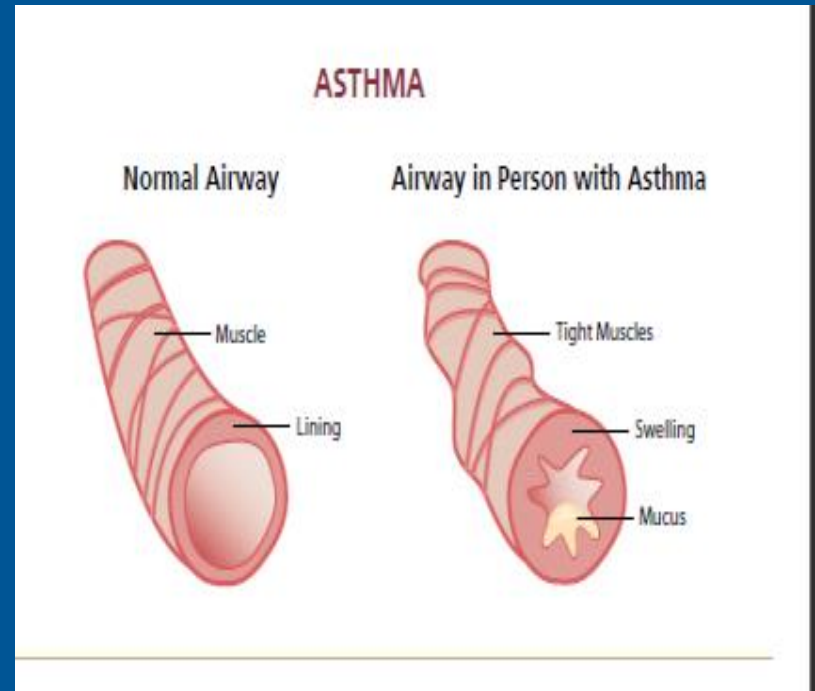 ASTHMA
Normal Airway
Airway in Person with Asthma
Muscle
Lining
Tight Muscles
Swelling
Mucus